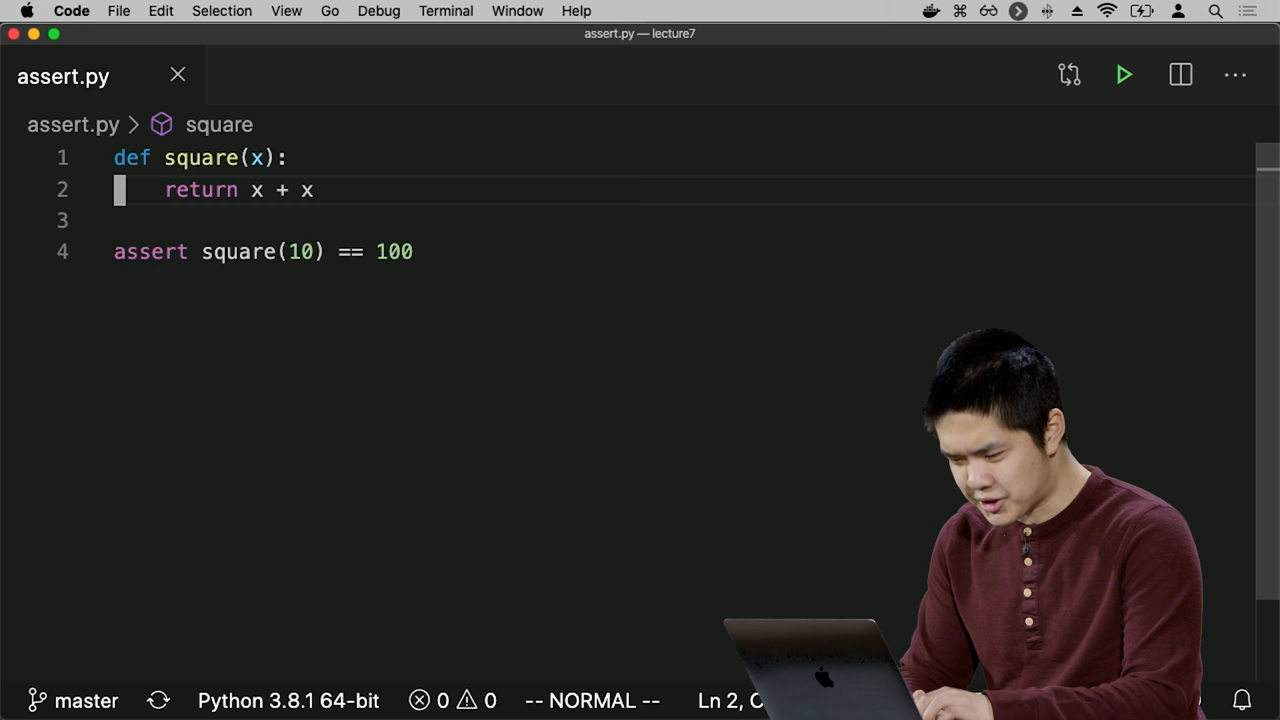 Code File Edit Selection View Go Debug Terminal Window Help
assert.py — lecture7
assert.py
assert.py > square
1 def square(x):
2 return x + x
3
4 assert square(10) == 100
master Python 3.8.1 64-bit 0 0 -- NORMAL -- Ln 2,